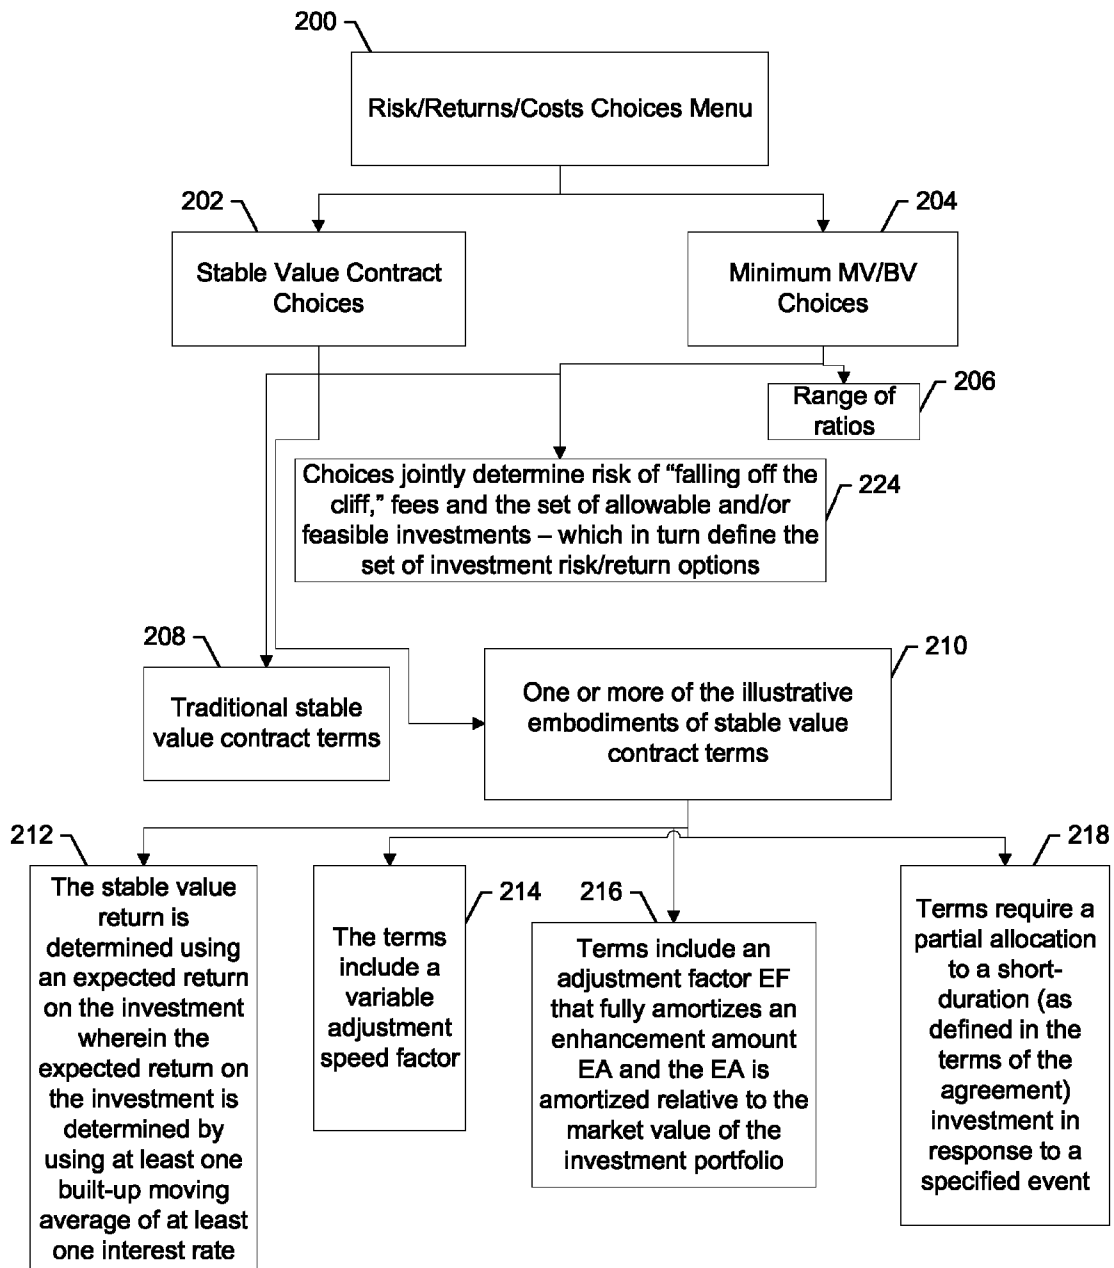 200
Risk/Returns/Costs Choices Menu
202
Stable Value Contract
Choices
204
Minimum MV/BV
Choices
206
Range of
ratios
224
Choices jointly determine risk of “falling off the
cliff,” fees and the set of allowable and/or
feasible investments – which in turn define the
set of investment risk/return options
208
Traditional stable
value contract terms
210
One or more of the illustrative
embodiments of stable value
contract terms
212
The stable value
return is
determined using
an expected return
on the investment
wherein the
expected return on
the investment is
determined by
using at least one
built-up moving
average of at least
one interest rate
214
The terms
include a
variable
adjustment
speed factor
216
Terms include an
adjustment factor EF
that fully amortizes an
enhancement amount
EA and the EA is
amortized relative to the
market value of the
investment portfolio
218
Terms require a
partial allocation
to a short-
duration (as
defined in the
terms of the
agreement)
investment in
response to a
specified event